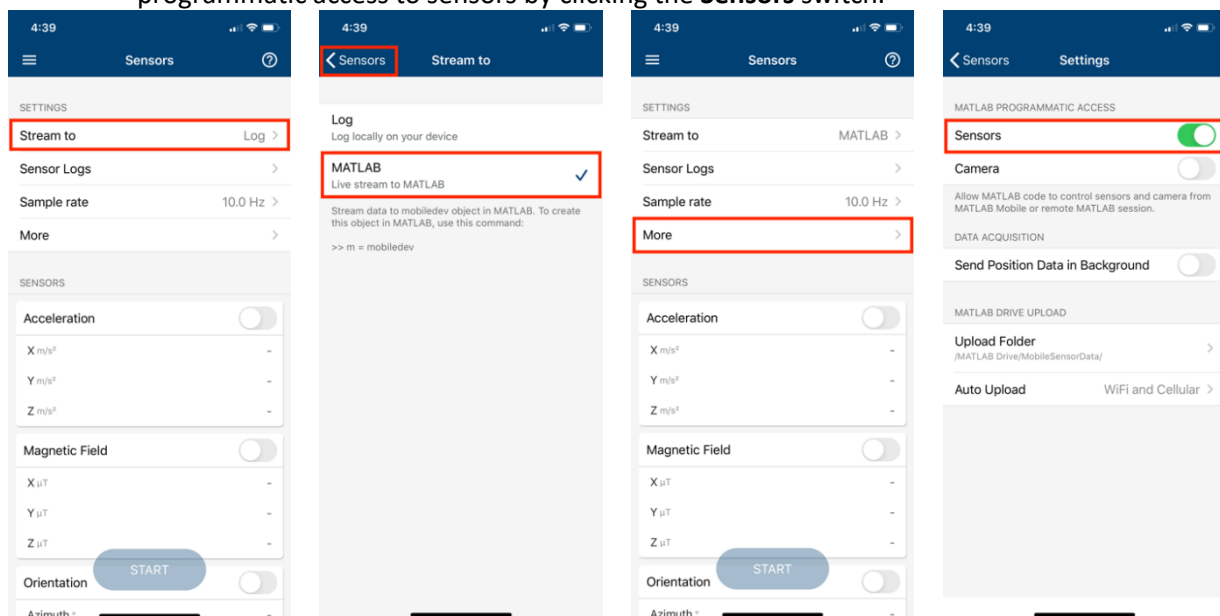 programmatic access to sensors by clicking the Sensors switch.
4:39
Sensors
SETTINGS
Stream to Log
Sensor Logs
Sample rate 10.0 Hz
More
SENSORS
Acceleration
X m/s²
-
Y m/s²
-
Z m/s²
-
Magnetic Field
X μT
-
Y μT
-
Z μT
-
START
Orientation
Azimuth °
-
4:39
Sensors Stream to
Log
Log locally on your device
MATLAB
Live stream to MATLAB
Stream data to mobiledev object in MATLAB. To create
this object in MATLAB, use this command:
>> m = mobiledev
4:39
Sensors
SETTINGS
Stream to MATLAB
Sensor Logs
Sample rate 10.0 Hz
More
SENSORS
Acceleration
X m/s²
-
Y m/s²
-
Z m/s²
-
Magnetic Field
X μT
-
Y μT
-
Z μT
-
START
Orientation
Azimuth °
-
4:39
Sensors Settings
MATLAB PROGRAMMATIC ACCESS
Sensors
Camera
Allow MATLAB code to control sensors and camera from
MATLAB Mobile or remote MATLAB session.
DATA ACQUISITION
Send Position Data in Background
MATLAB DRIVE UPLOAD
Upload Folder
/MATLAB Drive/MobileSensorData/
Auto Upload WiFi and Cellular